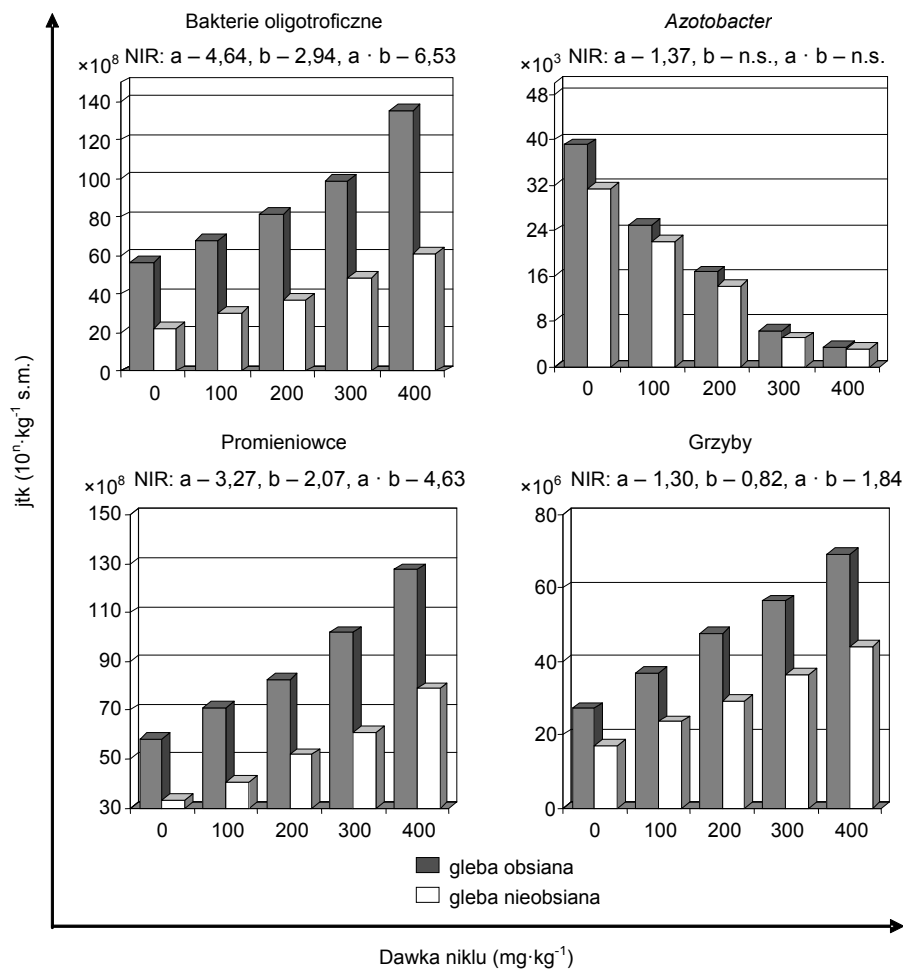 Bakterie oligotroficzne
×10⁸ NIR: a – 4,64, b – 2,94, a · b – 6,53
140
120
100
80
60
40
20
0
0 100 200 300 400
Azotobacter
×10³ NIR: a – 1,37, b – n.s., a · b – n.s.
48
40
32
24
16
8
0
0 100 200 300 400
jtk (10ⁿ·kg⁻¹ s.m.)
Promieniowce
×10⁸ NIR: a – 3,27, b – 2,07, a · b – 4,63
150
130
110
90
70
50
30
0 100 200 300 400
Grzyby
×10⁶ NIR: a – 1,30, b – 0,82, a · b – 1,84
80
60
40
20
0
0 100 200 300 400
gleba obsiana
gleba nieobsiana
Dawka niklu (mg·kg⁻¹)